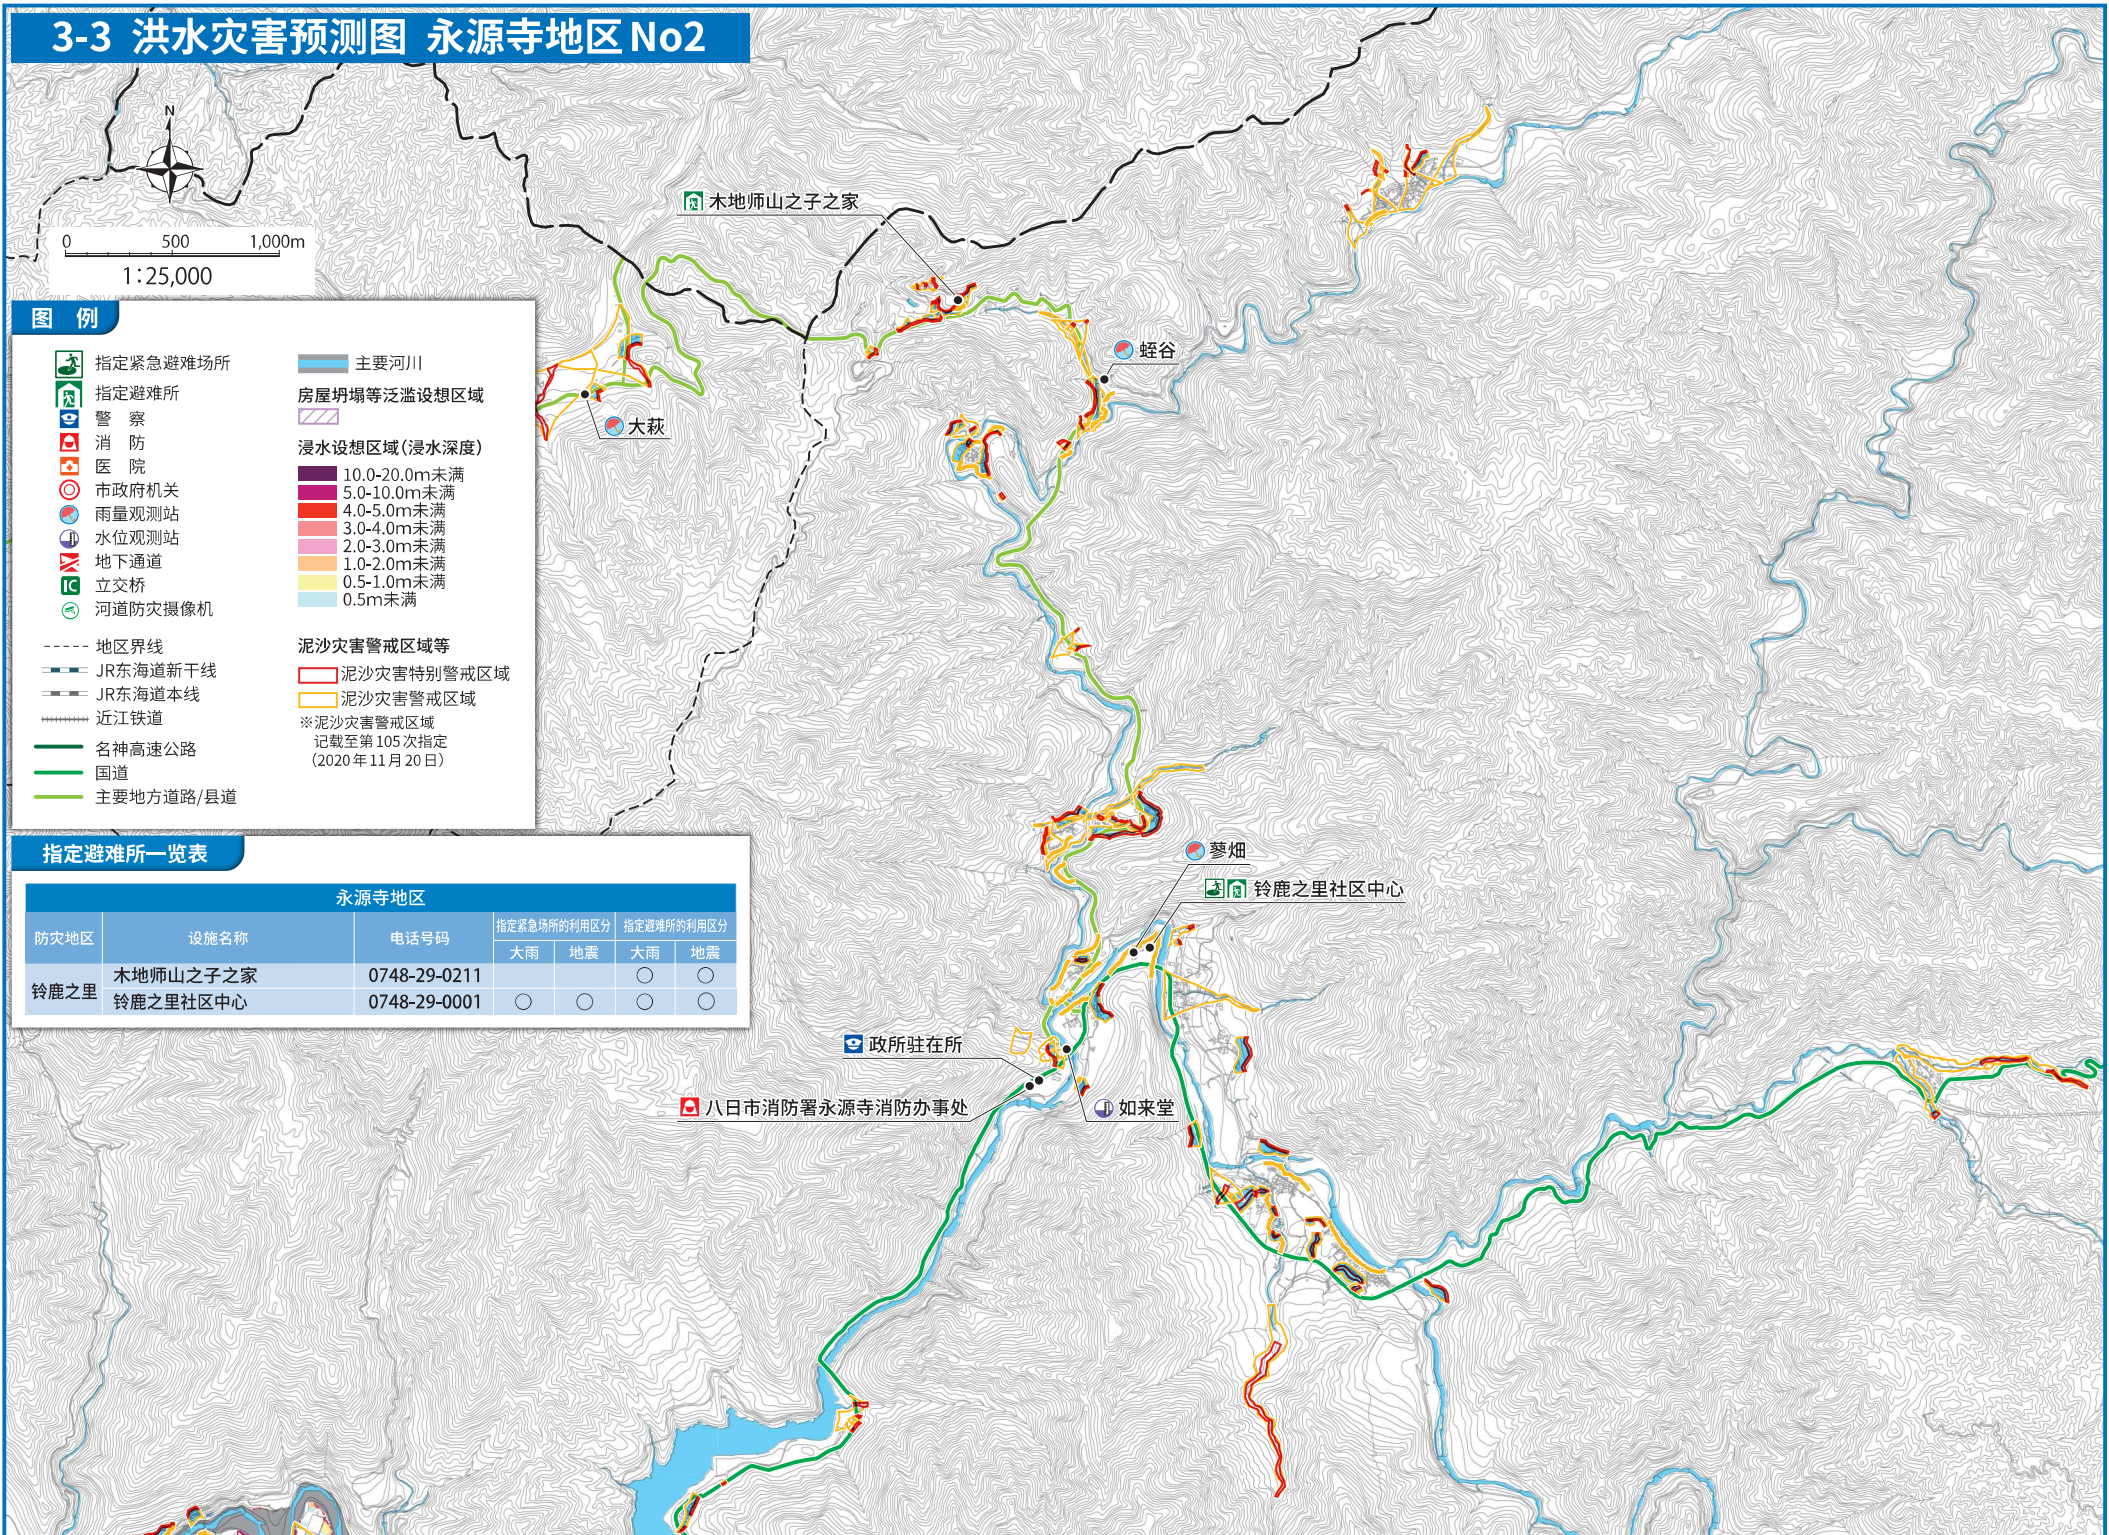 3-3 洪水灾害预测图 永源寺地区No2
N
0 500 1,000m
1：25,000
图 例
指定紧急避难场所
指定避难所
警 察
消 防
医 院
市政府机关
雨量观测站
水位观测站
地下通道
IC 立交桥
河道防灾摄像机
地区界线
JR东海道新干线
JR东海道本线
近江铁道
名神高速公路
国道
主要地方道路/县道
主要河川
房屋坍塌等泛滥设想区域
浸水设想区域（浸水深度）
10.0-20.0m未满
5.0-10.0m未满
4.0-5.0m未满
3.0-4.0m未满
2.0-3.0m未满
1.0-2.0m未满
0.5-1.0m未满
0.5m未满
泥沙灾害警戒区域等
泥沙灾害特别警戒区域
泥沙灾害警戒区域
※泥沙灾害警戒区域
记载至第105次指定
（2020年11月20日）
指定避难所一览表
永源寺地区
防灾地区 设施名称 电话号码 指定紧急场所的利用区分 指定避难所的利用区分
大雨 地震 大雨 地震
铃鹿之里
木地师山之子之家 0748-29-0211 ○ ○
铃鹿之里社区中心 0748-29-0001 ○ ○ ○ ○
木地师山之子之家
蛭谷
大萩
蓼畑
铃鹿之里社区中心
政所驻在所
八日市消防署永源寺消防办事处
如来堂